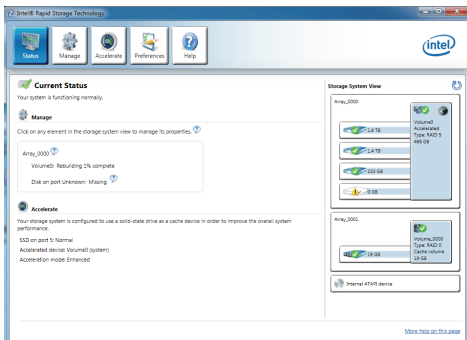 Intel® Rapid Storage Technology
Status
Manage
Accelerate
Preferences
Help
intel
Current Status
Your system is functioning normally.
Manage
Click on any element in the storage system view to manage its properties.
Array_0000
Volume0: Rebuilding 1% complete
Disk on port Unknown: Missing
Accelerate
Your storage system is configured to use a solid-state drive as a cache device in order to improve the overall system
performance.
SSD on port 5: Normal
Accelerated device: Volume0 (system)
Acceleration mode: Enhanced
Storage System View
Array_0000
Volume0
Accelerated
Type: RAID 5
466 GB
1.8 TB
1.4 TB
233 GB
0 GB
Array_0001
Volume_0000
Type: RAID 0
Cache volume
19 GB
19 GB
Internal ATAPI device
More help on this page